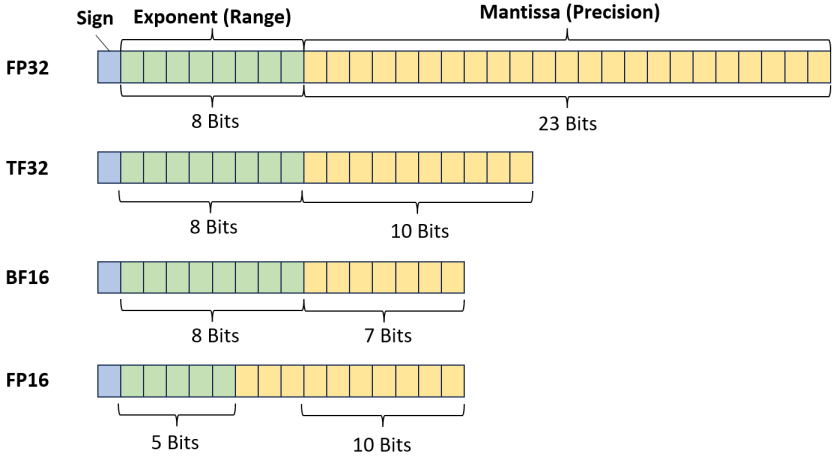 Sign
Exponent (Range)
Mantissa (Precision)
FP32
8 Bits
23 Bits
TF32
8 Bits
10 Bits
BF16
8 Bits
7 Bits
FP16
5 Bits
10 Bits